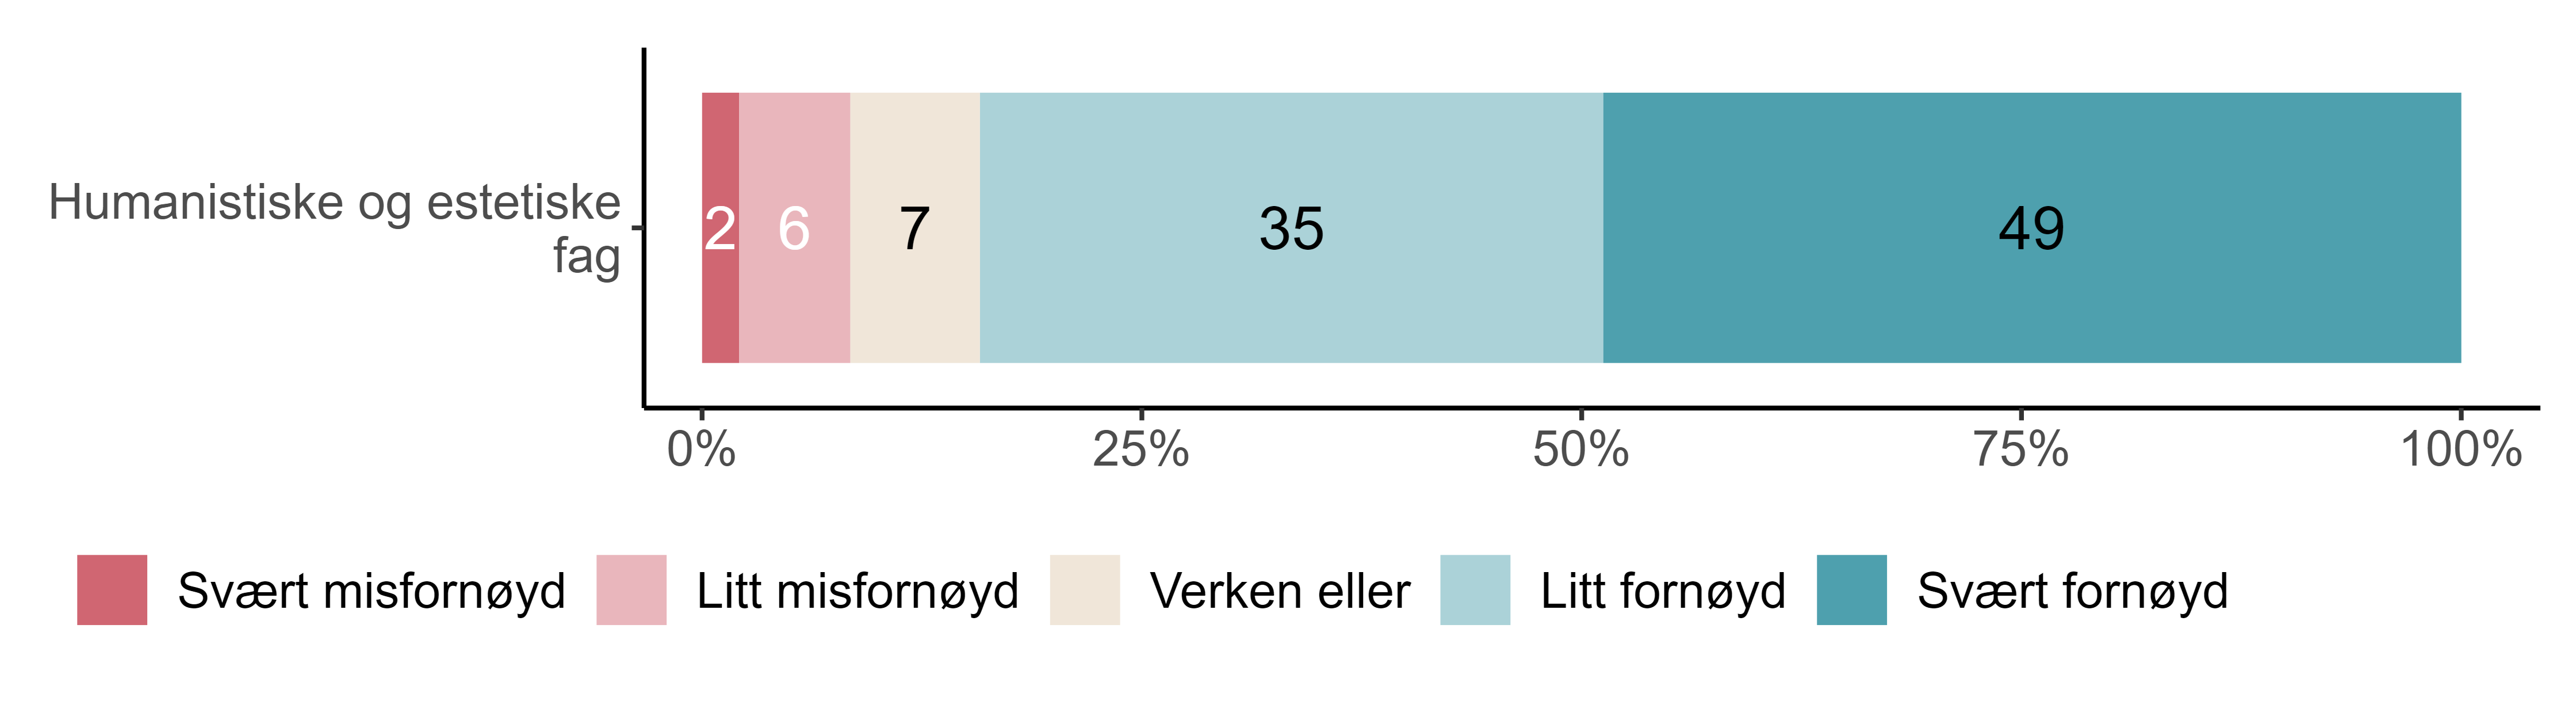 Humanistiske og estetiske
fag
2 6 7 35 49
0% 25% 50% 75% 100%
Svært misfornøyd Litt misfornøyd Verken eller Litt fornøyd Svært fornøyd